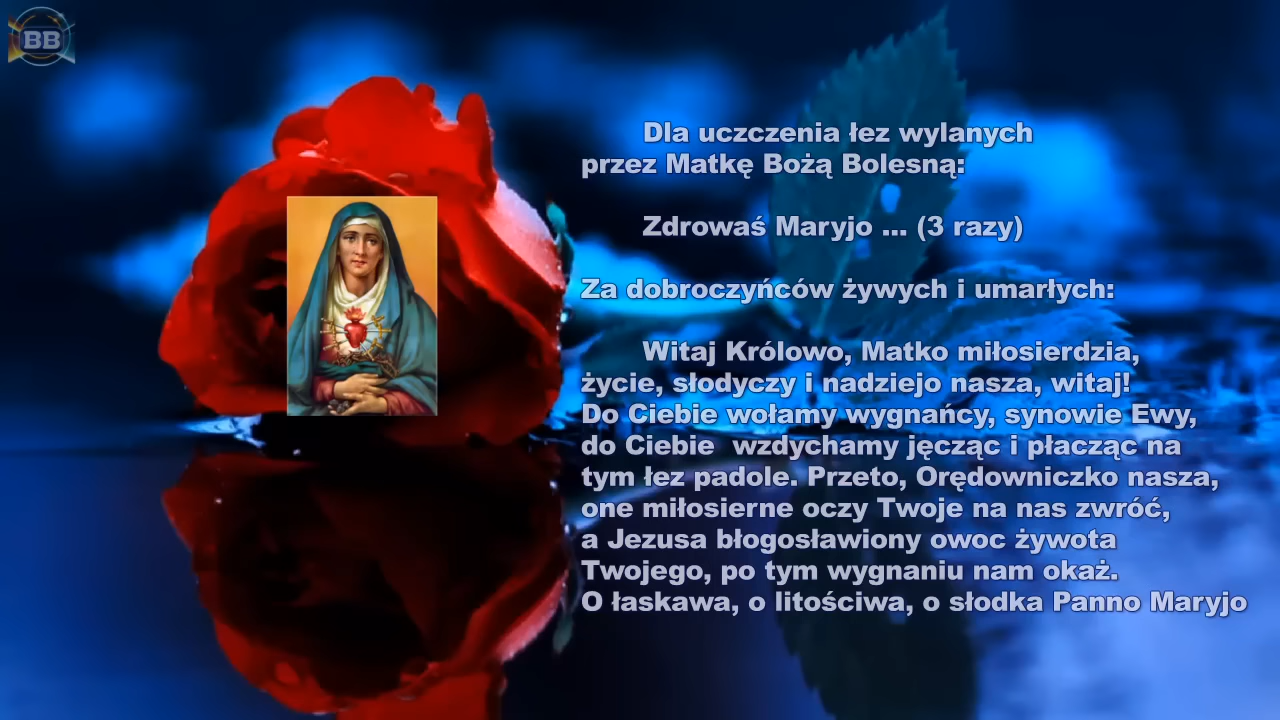 BB
Dla uczczenia łez wylanych
przez Matkę Bożą Bolesną:
Zdrowaś Maryjo ... (3 razy)
Za dobroczyńców żywych i umarłych:
Witaj Królowo, Matko miłosierdzia,
życie, słodyczy i nadziejo nasza, witaj!
Do Ciebie wołamy wygnańcy, synowie Ewy,
do Ciebie  wzdychamy jęcząc i płacząc na
tym łez padole. Przeto, Orędowniczko nasza,
one miłosierne oczy Twoje na nas zwróć,
a Jezusa błogosławiony owoc żywota
Twojego, po tym wygnaniu nam okaż.
O łaskawa, o litościwa, o słodka Panno Maryjo